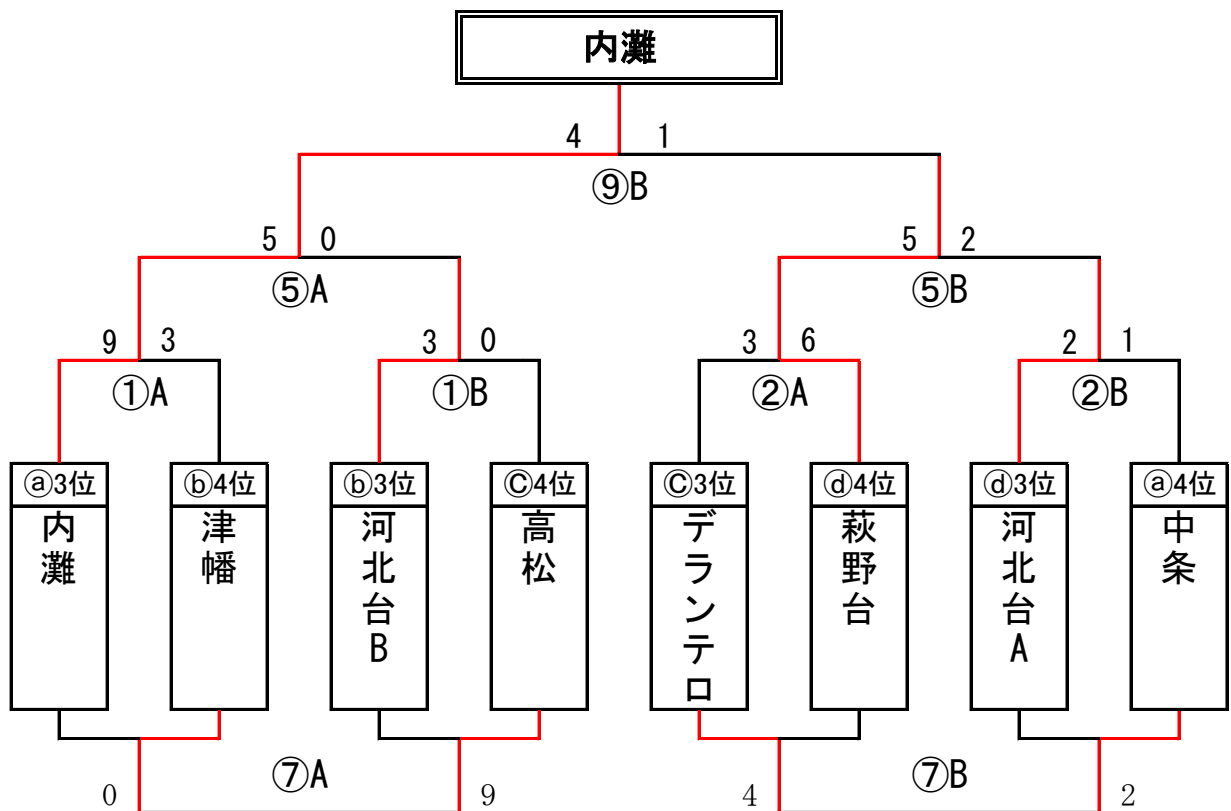 内灘
4 1
⑨B
5 0 5 2
⑤A ⑤B
9 3 3 0 3 6 2 1
①A ①B ②A ②B
ⓐ3位 ⓑ4位 ⓑ3位 Ⓒ4位 Ⓒ3位 ⓓ4位 ⓓ3位 ⓐ4位
内灘
津幡
河北台B
高松
デランテロ
萩野台
河北台A
中条
⑦A ⑦B
0 9 4 2